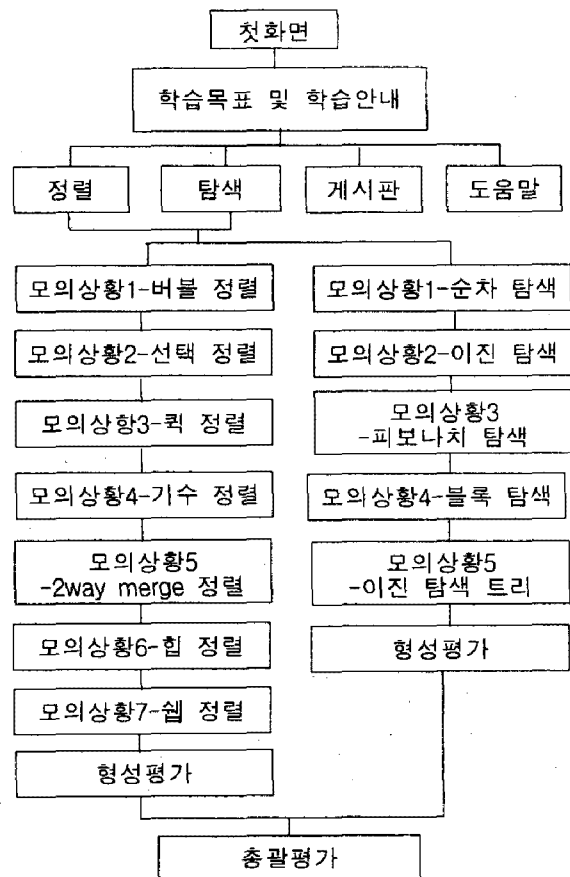 첫화면
학습목표 및 학습안내
정렬
탐색
게시판
도움말
모의상황1-버블 정렬
모의상황2-선택 정렬
모의상항3-퀵 정렬
모의상황4-기수 정렬
모의상황5
-2way merge 정렬
모의상황6-힙 정렬
모의상황7-쉘 정렬
형성평가
모의상황1-순차 탐색
모의상황2-이진 탐색
모의상황3
-피보나치 탐색
모의상황4-블록 탐색
모의상황5
-이진 탐색 트리
형성평가
총괄평가